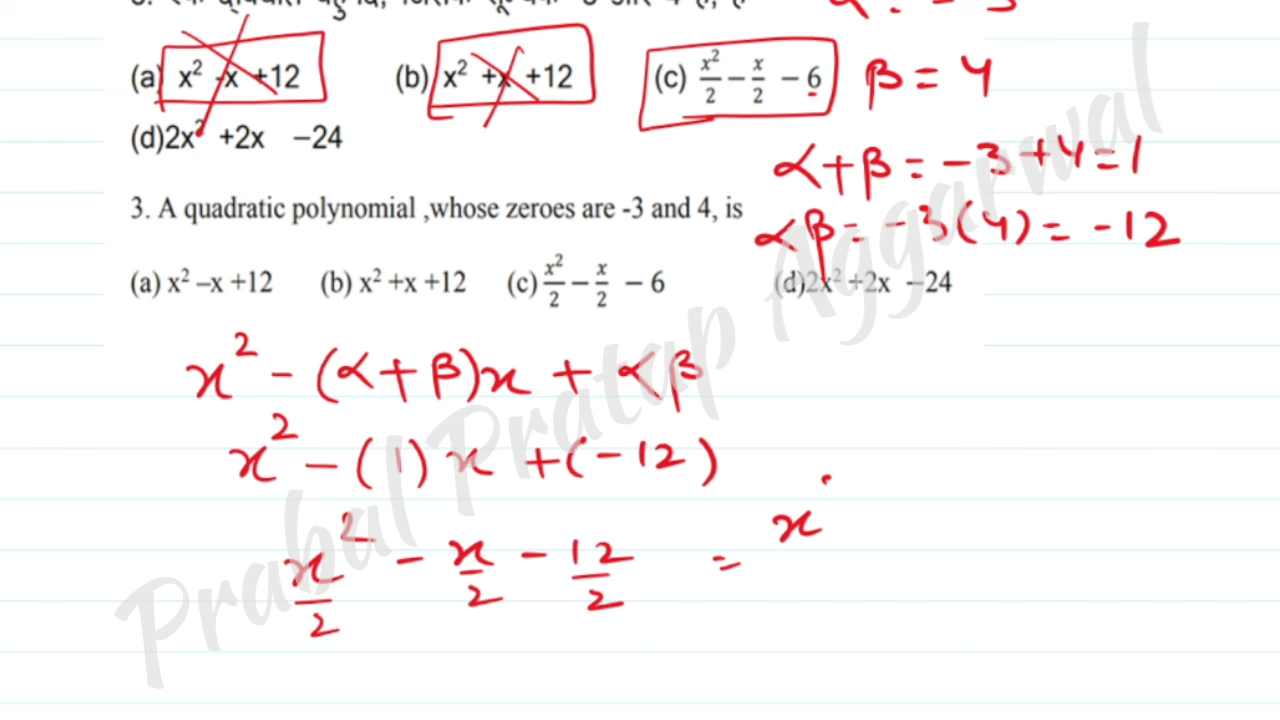 α = -3
(a) x² -x +12 (b) x² +x +12 (c) x²/2 − x/2 − 6 β = 4
(d)2x² +2x −24
α+β = -3+4=1
3. A quadratic polynomial ,whose zeroes are -3 and 4, is
αβ = -3(4) = -12
(a) x² –x +12 (b) x² +x +12 (c) x²/2 − x/2 − 6 (d)2x² +2x −24
x² - (α+β)x + αβ
x² - (1)x +(-12)
x²/2 - x/2 - 12/2 = x
Prabal Pratap Aggarwal